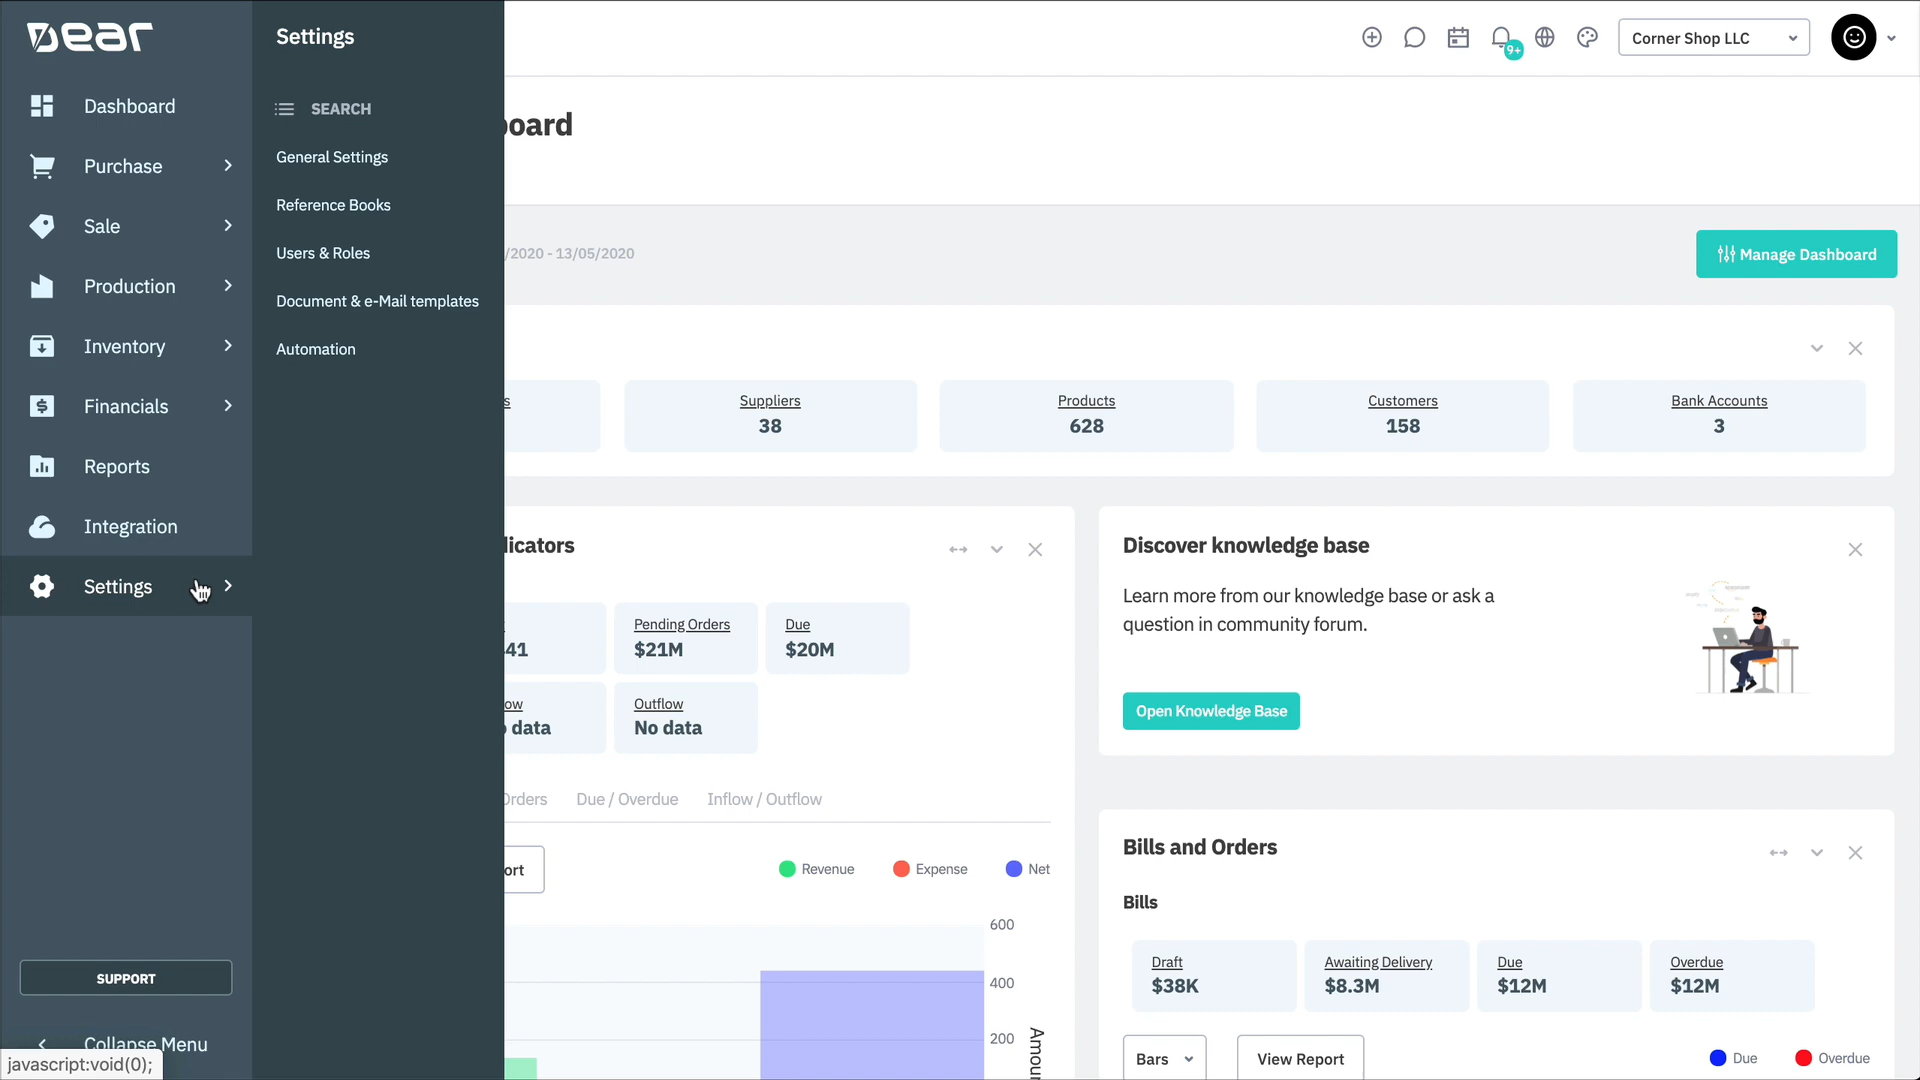 Dear
Dashboard
Purchase
Sale
Production
Inventory
Financials
Reports
Integration
Settings
SUPPORT
Collapse Menu
javascript:void(0);
Settings
SEARCH
General Settings
Reference Books
Users & Roles
Document & e-Mail templates
Automation
9+
Corner Shop LLC
board
/2020 - 13/05/2020
Manage Dashboard
s
Suppliers
38
Products
628
Customers
158
Bank Accounts
3
dicators
41
Pending Orders
$21M
Due
$20M
ow
data
Outflow
No data
Orders
Due / Overdue
Inflow / Outflow
ort
Revenue
Expense
Net
600
400
200
Amoun
Discover knowledge base
Learn more from our knowledge base or ask a
question in community forum.
Open Knowledge Base
Bills and Orders
Bills
Draft
$38K
Awaiting Delivery
$8.3M
Due
$12M
Overdue
$12M
Bars
View Report
Due
Overdue